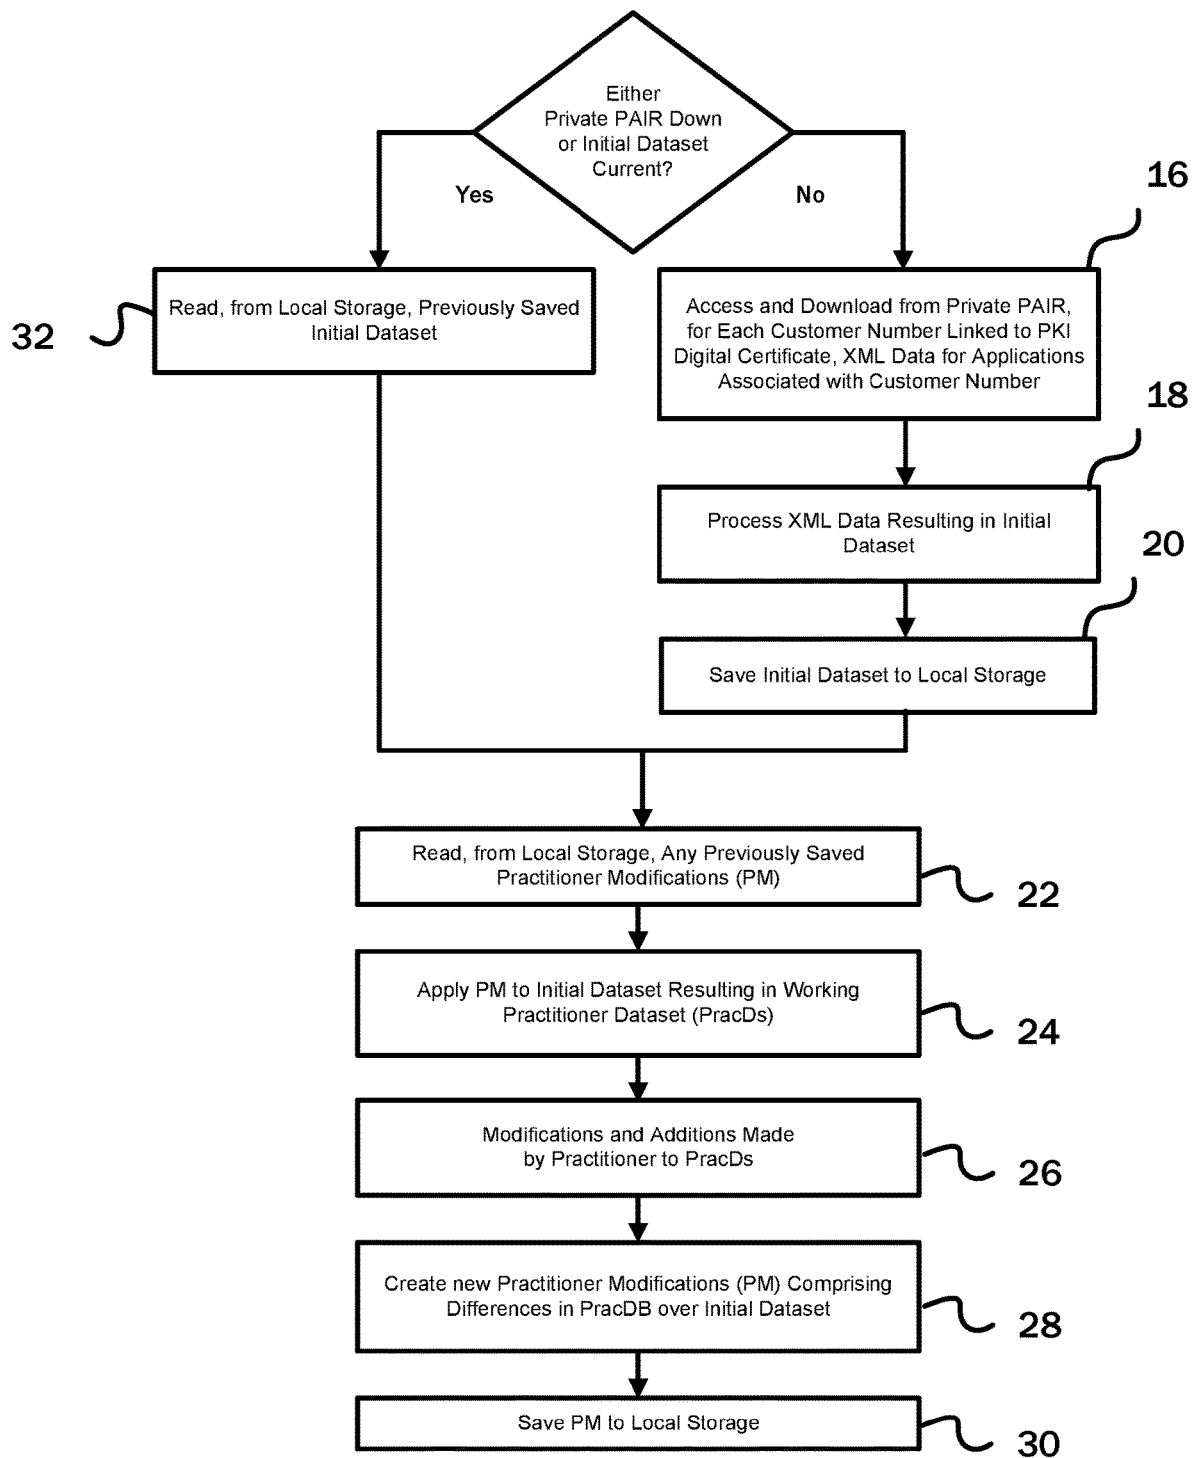 Either
Private PAIR Down
or Initial Dataset
Current?
Yes
No
16
Read, from Local Storage, Previously Saved
Initial Dataset
32
Access and Download from Private PAIR,
for Each Customer Number Linked to PKI
Digital Certificate, XML Data for Applications
Associated with Customer Number
18
Process XML Data Resulting in Initial
Dataset
20
Save Initial Dataset to Local Storage
Read, from Local Storage, Any Previously Saved
Practitioner Modifications (PM)
22
Apply PM to Initial Dataset Resulting in Working
Practitioner Dataset (PracDs)
24
Modifications and Additions Made
by Practitioner to PracDs
26
Create new Practitioner Modifications (PM) Comprising
Differences in PracDB over Initial Dataset
28
Save PM to Local Storage
30